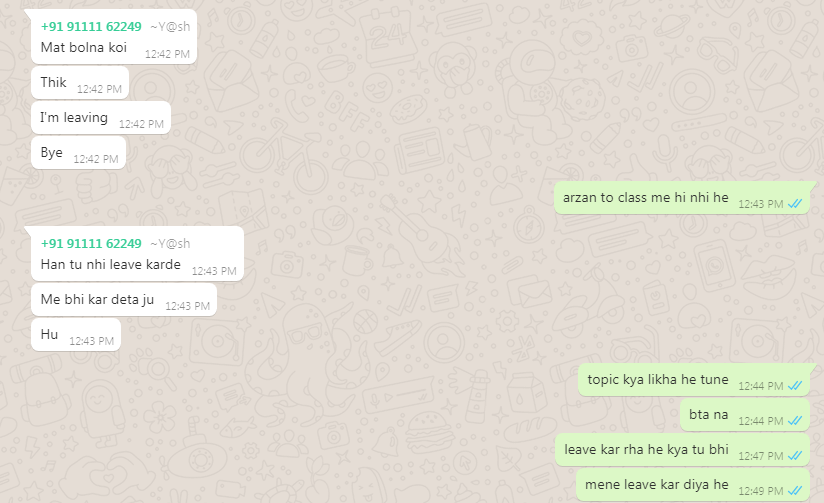 +91 91111 62249 ~Y@sh
Mat bolna koi 12:42 PM
Thik 12:42 PM
I'm leaving 12:42 PM
Bye 12:42 PM
arzan to class me hi nhi he 12:43 PM
+91 91111 62249 ~Y@sh
Han tu nhi leave karde 12:43 PM
Me bhi kar deta ju 12:43 PM
Hu 12:43 PM
topic kya likha he tune 12:44 PM
bta na 12:44 PM
leave kar rha he kya tu bhi 12:47 PM
mene leave kar diya he 12:49 PM